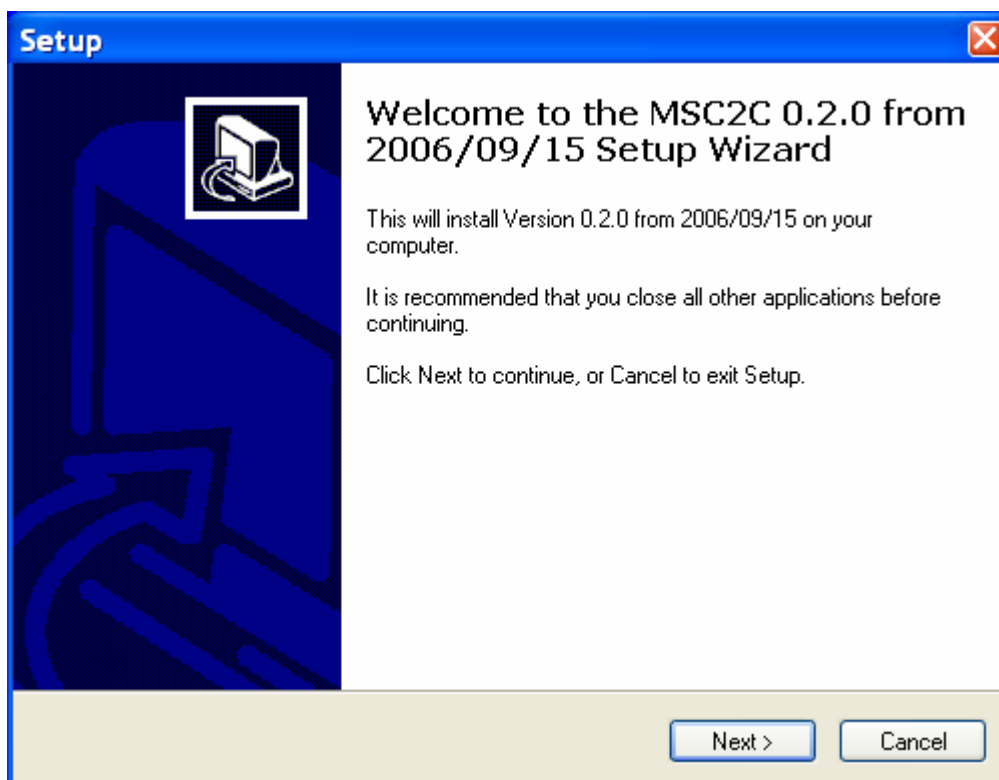 Setup
Welcome to the MSC2C 0.2.0 from
2006/09/15 Setup Wizard
This will install Version 0.2.0 from 2006/09/15 on your
computer.
It is recommended that you close all other applications before
continuing.
Click Next to continue, or Cancel to exit Setup.
Next >
Cancel